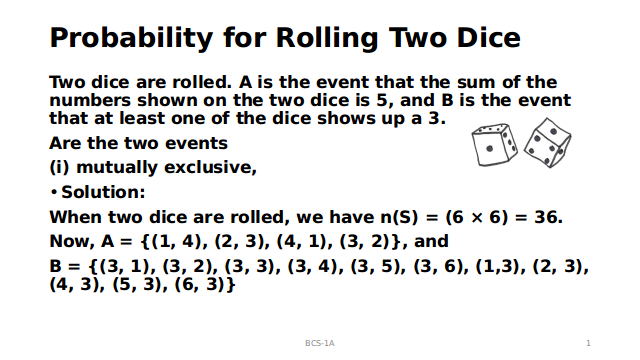 Probability for Rolling Two Dice
Two dice are rolled. A is the event that the sum of the
numbers shown on the two dice is 5, and B is the event
that at least one of the dice shows up a 3.
Are the two events
(i) mutually exclusive,
• Solution:
When two dice are rolled, we have n(S) = (6 × 6) = 36.
Now, A = {(1, 4), (2, 3), (4, 1), (3, 2)}, and
B = {(3, 1), (3, 2), (3, 3), (3, 4), (3, 5), (3, 6), (1,3), (2, 3),
(4, 3), (5, 3), (6, 3)}
BCS-1A
1